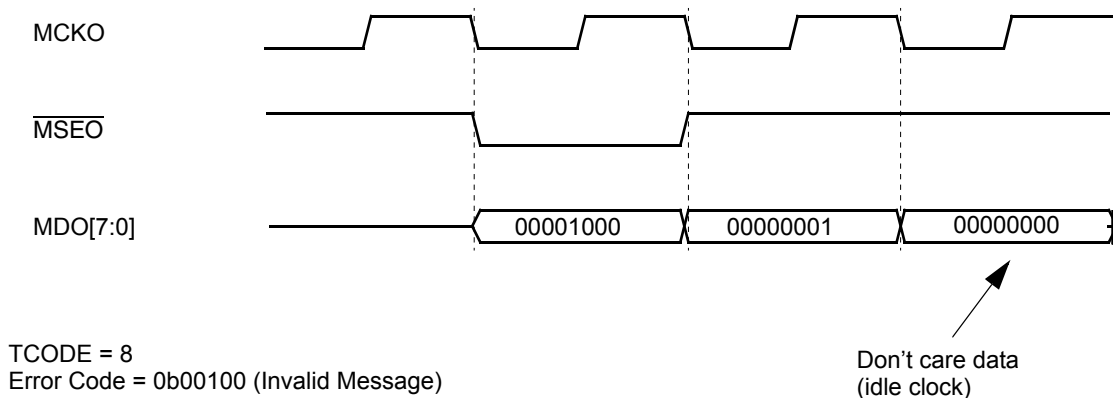 MCKO
MSEO
MDO[7:0]
00001000
00000001
00000000
TCODE = 8
Error Code = 0b00100 (Invalid Message)
Don't care data
(idle clock)